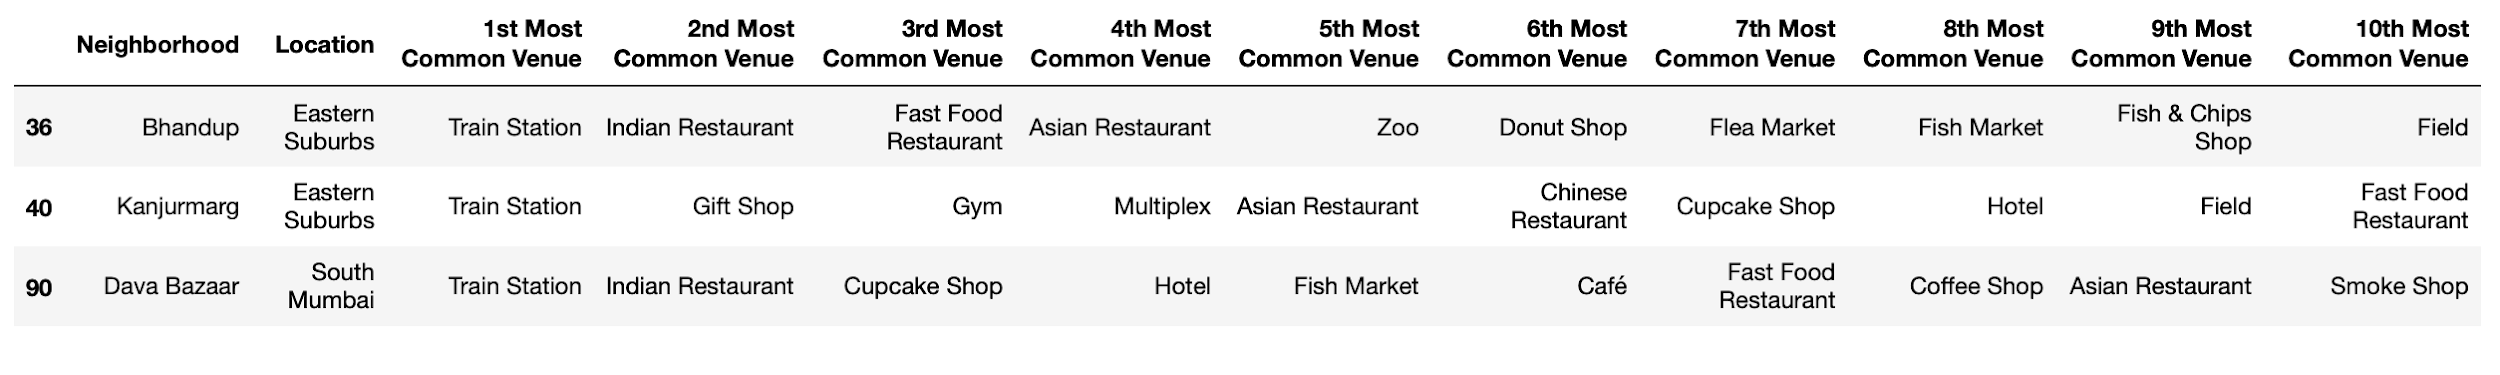 Neighborhood Location 1st Most Common Venue 2nd Most Common Venue 3rd Most Common Venue 4th Most Common Venue 5th Most Common Venue 6th Most Common Venue 7th Most Common Venue 8th Most Common Venue 9th Most Common Venue 10th Most Common Venue
36 Bhandup Eastern Suburbs Train Station Indian Restaurant Fast Food Restaurant Asian Restaurant Zoo Donut Shop Flea Market Fish Market Fish & Chips Shop Field
40 Kanjurmarg Eastern Suburbs Train Station Gift Shop Gym Multiplex Asian Restaurant Chinese Restaurant Cupcake Shop Hotel Field Fast Food Restaurant
90 Dava Bazaar South Mumbai Train Station Indian Restaurant Cupcake Shop Hotel Fish Market Café Fast Food Restaurant Coffee Shop Asian Restaurant Smoke Shop